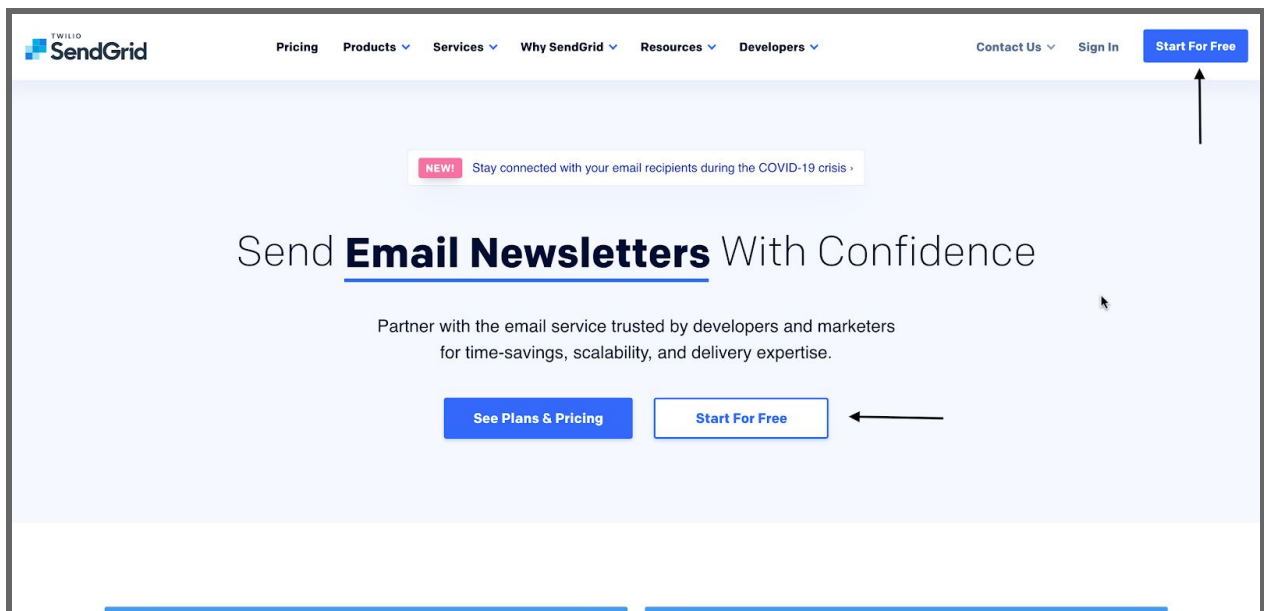 TWILIO
SendGrid
Pricing Products Services Why SendGrid Resources Developers Contact Us Sign In Start For Free
NEW! Stay connected with your email recipients during the COVID-19 crisis ›
Send Email Newsletters With Confidence
Partner with the email service trusted by developers and marketers
for time-savings, scalability, and delivery expertise.
See Plans & Pricing Start For Free